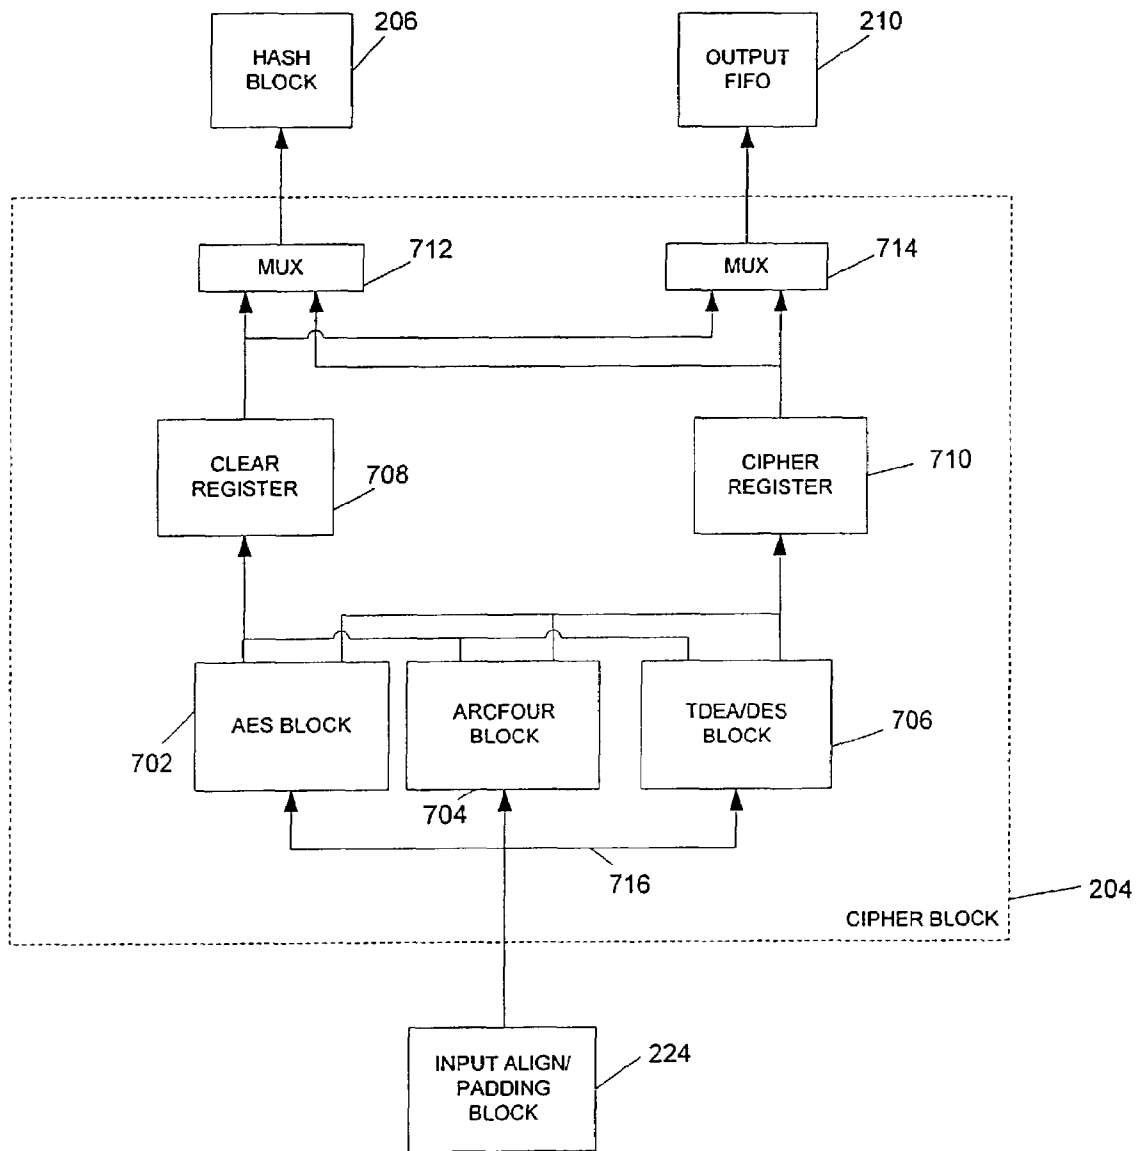 206
HASH
BLOCK
210
OUTPUT
FIFO
MUX
712
MUX
714
CLEAR
REGISTER
708
CIPHER
REGISTER
710
AES BLOCK
702
ARCFOUR
BLOCK
704
TDEA/DES
BLOCK
706
716
204
CIPHER BLOCK
INPUT ALIGN/
PADDING
BLOCK
224